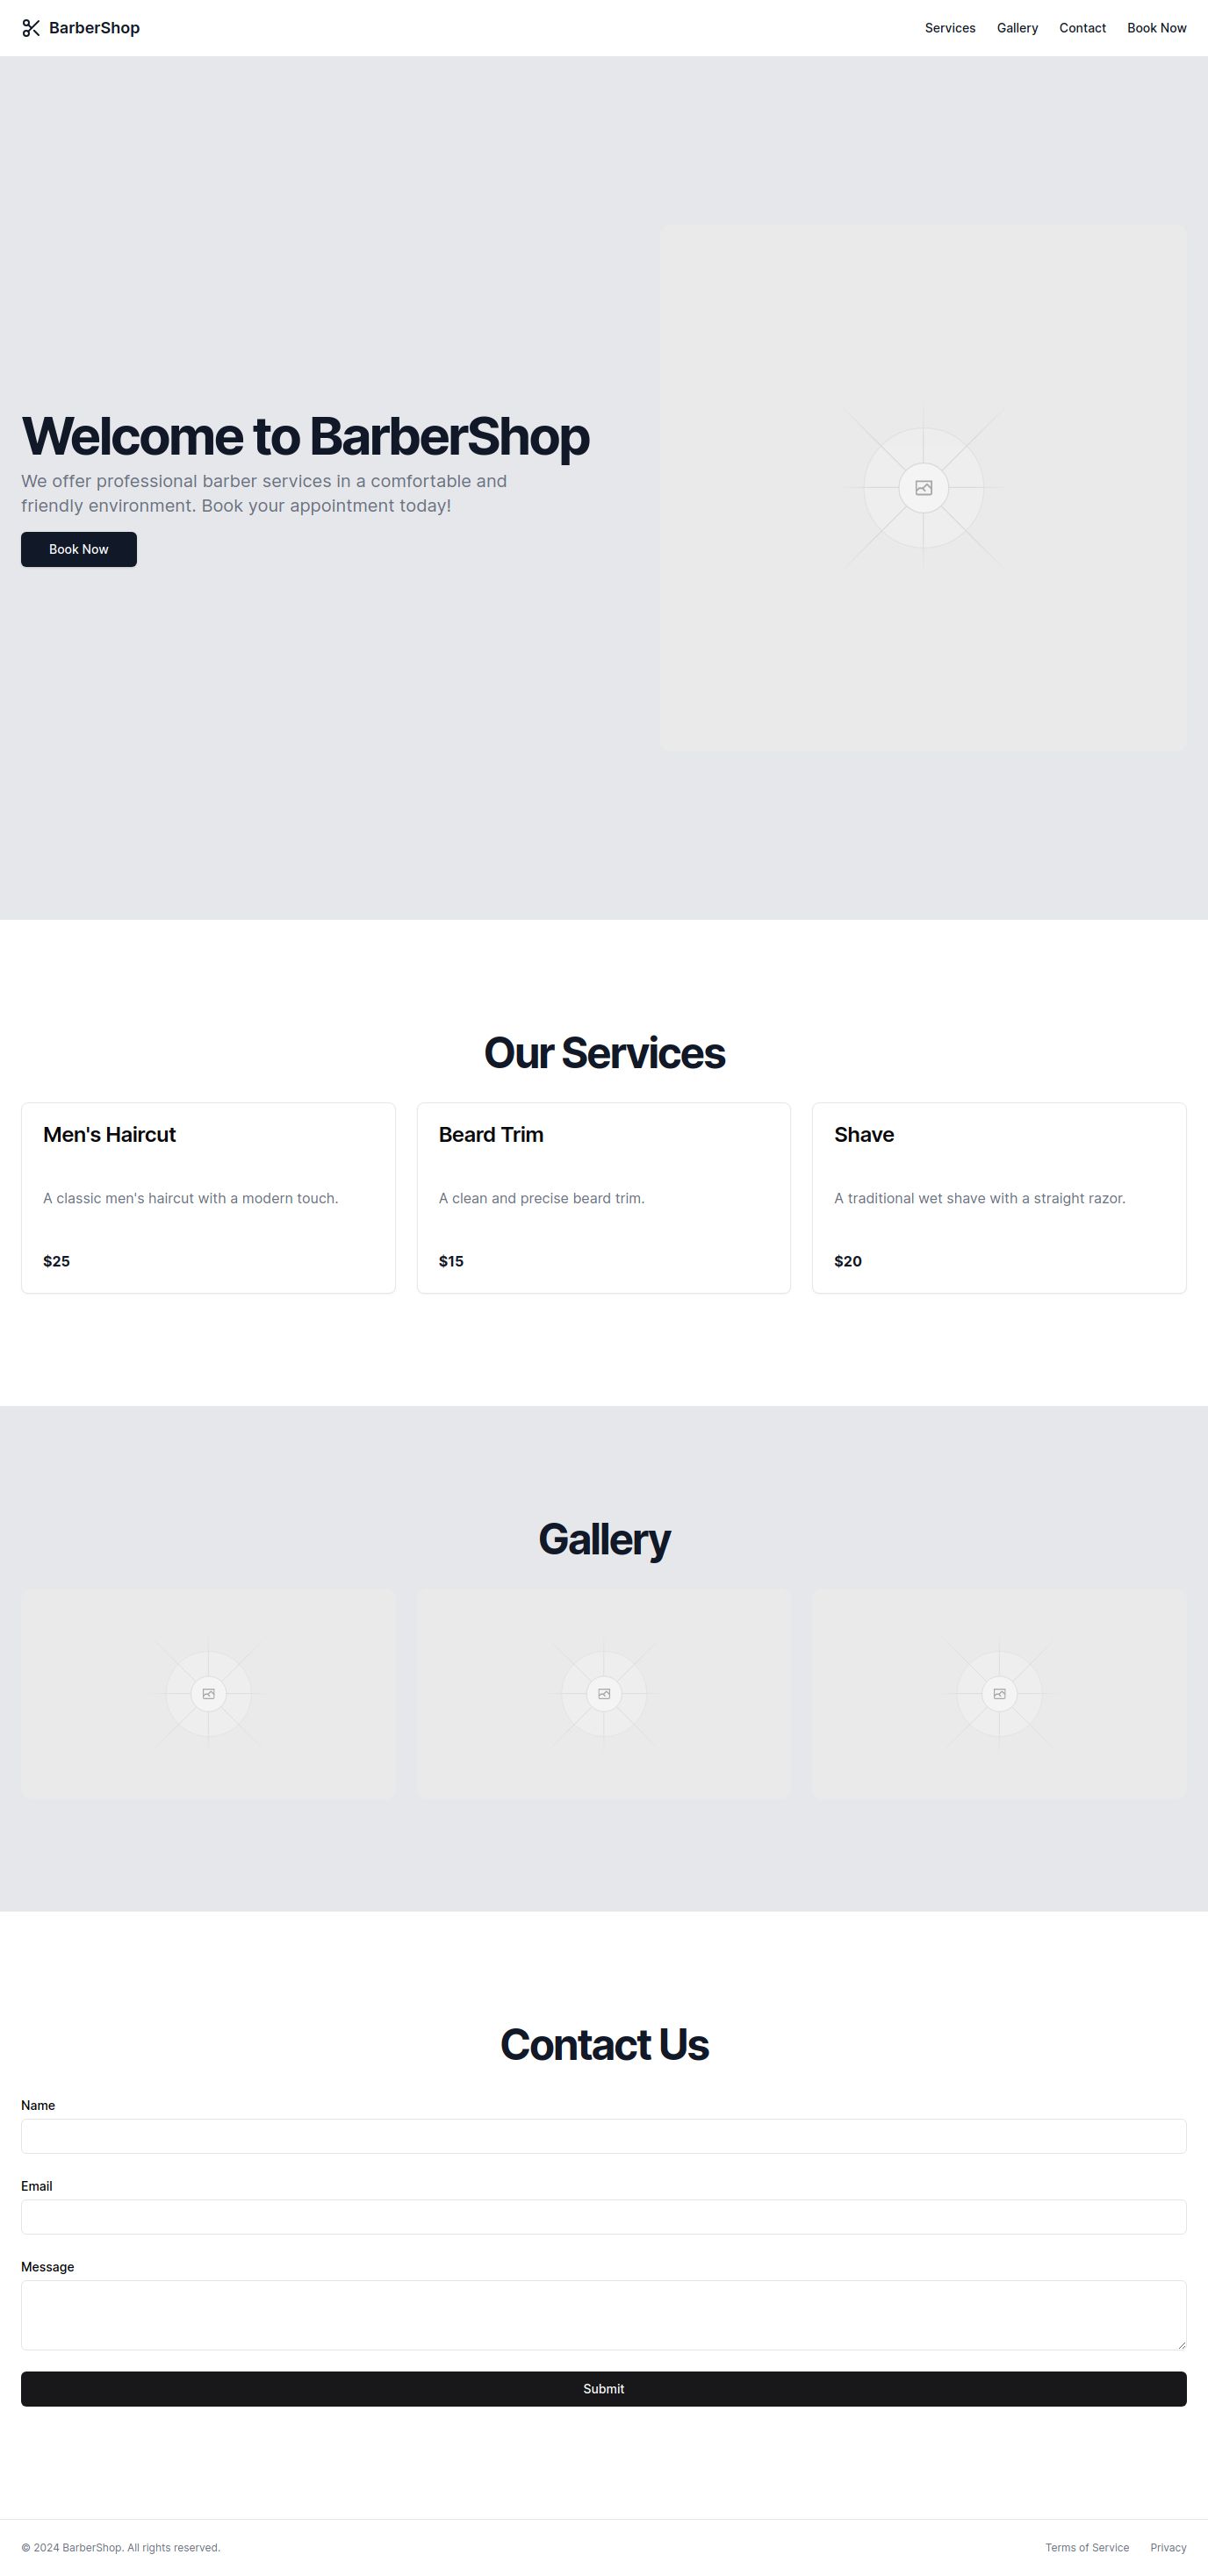 BarberShop
Services
Gallery
Contact
Book Now
Welcome to BarberShop
We offer professional barber services in a comfortable and
friendly environment. Book your appointment today!
Book Now
Our Services
Men's Haircut
A classic men's haircut with a modern touch.
$25
Beard Trim
A clean and precise beard trim.
$15
Shave
A traditional wet shave with a straight razor.
$20
Gallery
Contact Us
Name
Email
Message
Submit
© 2024 BarberShop. All rights reserved.
Terms of Service
Privacy